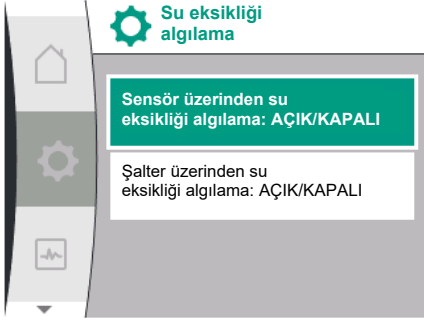 Su eksikliği
algılama
Sensör üzerinden su
eksikliği algılama: AÇIK/KAPALI
Şalter üzerinden su
eksikliği algılama: AÇIK/KAPALI